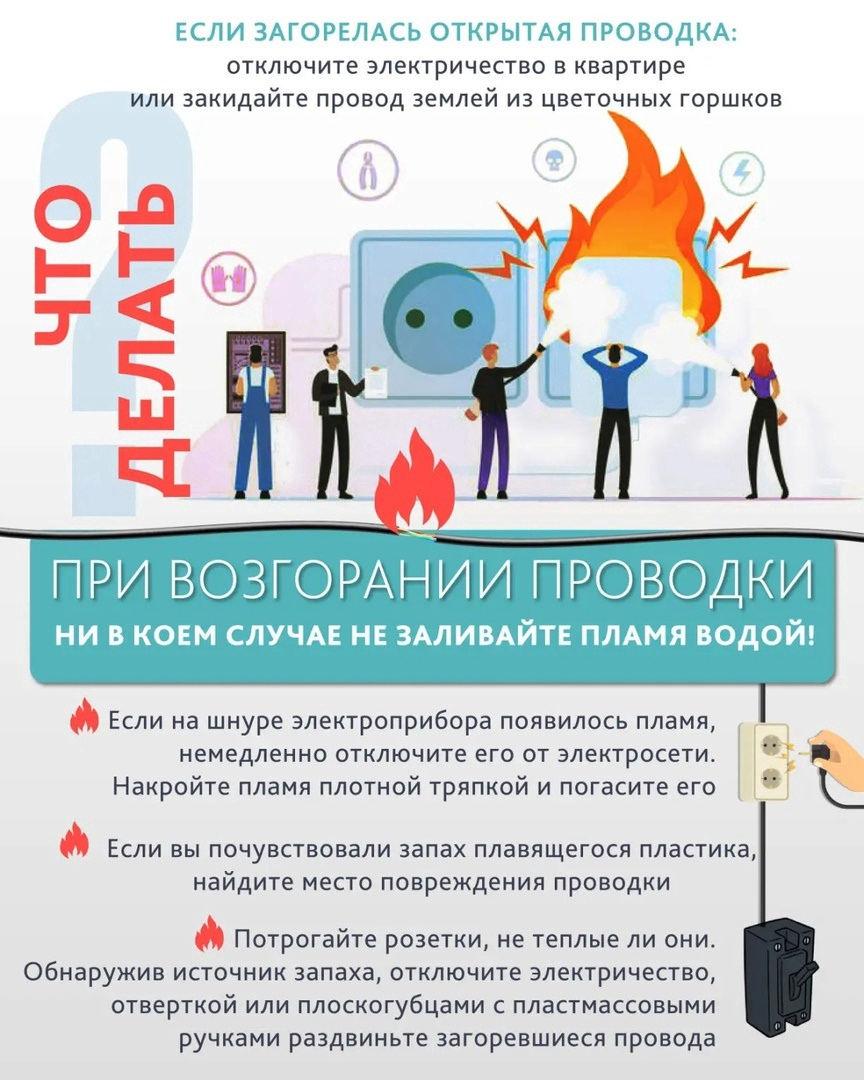 ЕСЛИ ЗАГОРЕЛАСЬ ОТКРЫТАЯ ПРОВОДКА:
отключите электричество в квартире
или закидайте провод землей из цветочных горшков
?
ЧТО
ДЕЛАТЬ
ПРИ ВОЗГОРАНИИ ПРОВОДКИ
НИ В КОЕМ СЛУЧАЕ НЕ ЗАЛИВАЙТЕ ПЛАМЯ ВОДОЙ!
Если на шнуре электроприбора появилось пламя,
немедленно отключите его от электросети.
Накройте пламя плотной тряпкой и погасите его
Если вы почувствовали запах плавящегося пластика,
найдите место повреждения проводки
Потрогайте розетки, не теплые ли они.
Обнаружив источник запаха, отключите электричество,
отверткой или плоскогубцами с пластмассовыми
ручками раздвиньте загоревшиеся провода